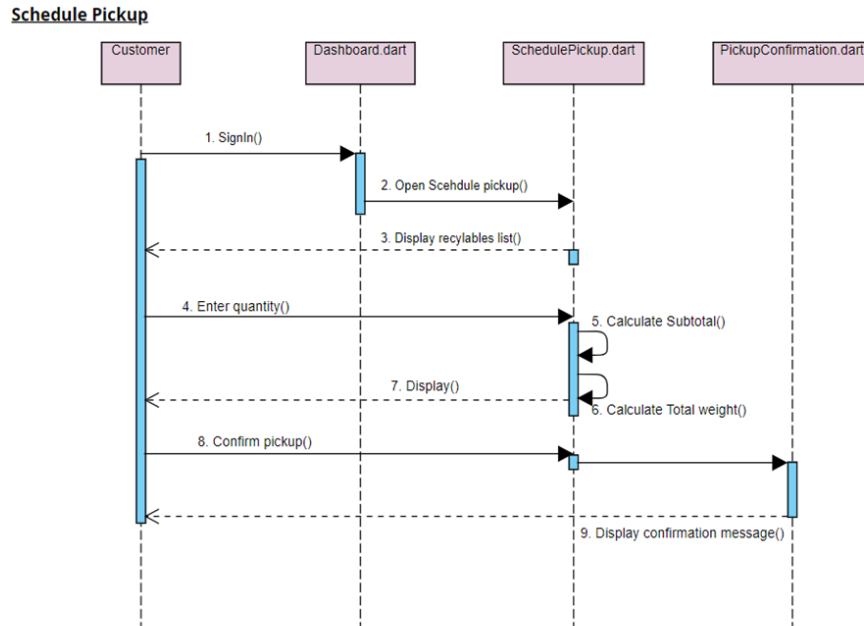 Schedule Pickup
Customer
Dashboard.dart
SchedulePickup.dart
PickupConfirmation.dart
1. SignIn()
2. Open Scehdule pickup()
3. Display recylables list()
4. Enter quantity()
5. Calculate Subtotal()
7. Display()
6. Calculate Total weight()
8. Confirm pickup()
9. Display confirmation message()